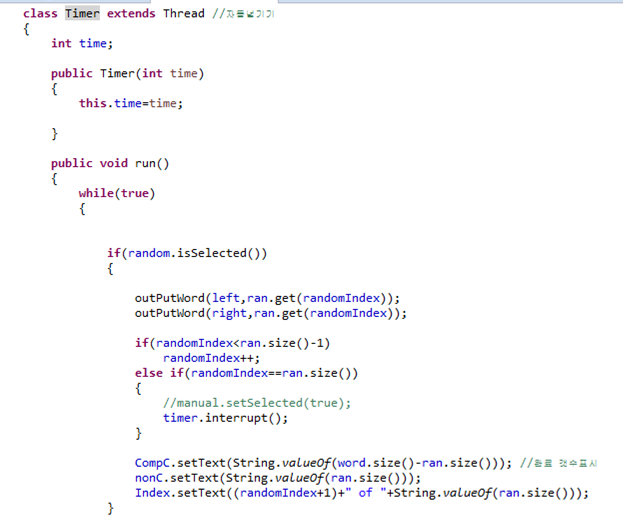 class Timer extends Thread //자동넘기기
{
int time;
public Timer(int time)
{
this.time=time;
}
public void run()
{
while(true)
{
if(random.isSelected())
{
outPutWord(left,ran.get(randomIndex));
outPutWord(right,ran.get(randomIndex));
if(randomIndex<ran.size()-1)
randomIndex++;
else if(randomIndex==ran.size())
{
//manual.setSelected(true);
timer.interrupt();
}
CompC.setText(String.valueOf(word.size()-ran.size())); //완료 갯수표시
nonC.setText(String.valueOf(ran.size()));
Index.setText((randomIndex+1)+" of "+String.valueOf(ran.size()));
}